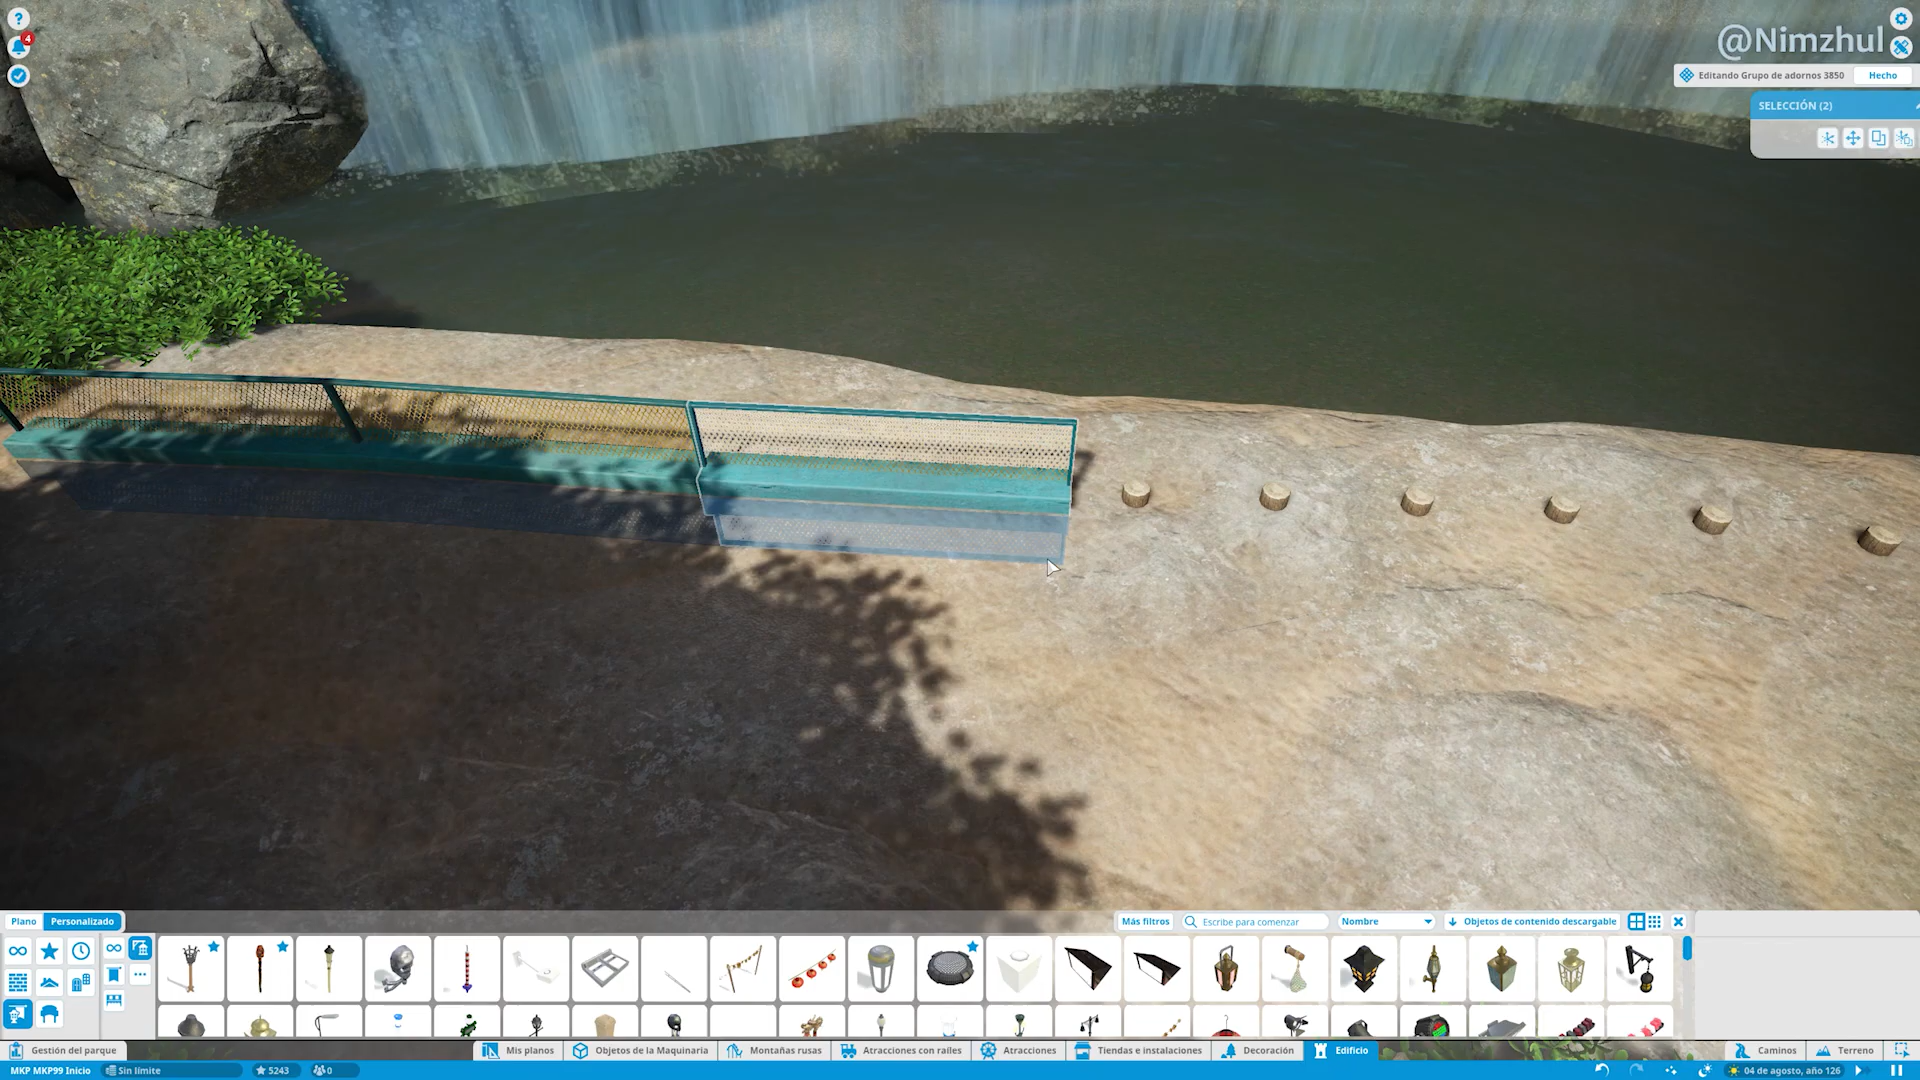 @Nimzhul
4
Editando Grupo de adornos 3850
Hecho
SELECCIÓN (2)
Plano
Personalizado
Más filtros
Escribe para comenzar
Nombre
Objetos de contenido descargable
Gestión del parque
Mis planos
Objetos de la Maquinaria
Montañas rusas
Atracciones con raíles
Atracciones
Tiendas e instalaciones
Decoración
Edificio
Caminos
Terreno
MKP MKP99 Inicio
Sin límite
5243
0
04 de agosto, año 126